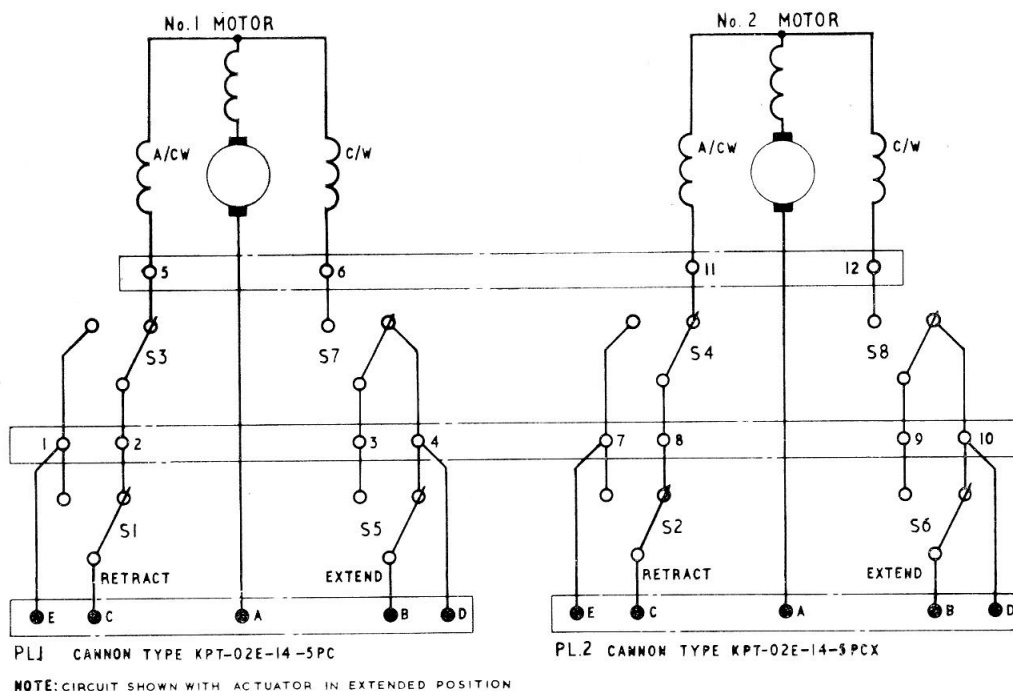 No.1 MOTOR
No.2 MOTOR
A/CW
C/W
A/CW
C/W
5
6
11
12
S3
S7
S4
S8
1
2
3
4
7
8
9
10
S1
S5
S2
S6
RETRACT
EXTEND
RETRACT
EXTEND
E
C
A
B
D
E
C
A
B
D
PL1 CANNON TYPE KPT-02E-14-5PC
PL.2 CANNON TYPE KPT-02E-14-5PCX
NOTE: CIRCUIT SHOWN WITH ACTUATOR IN EXTENDED POSITION